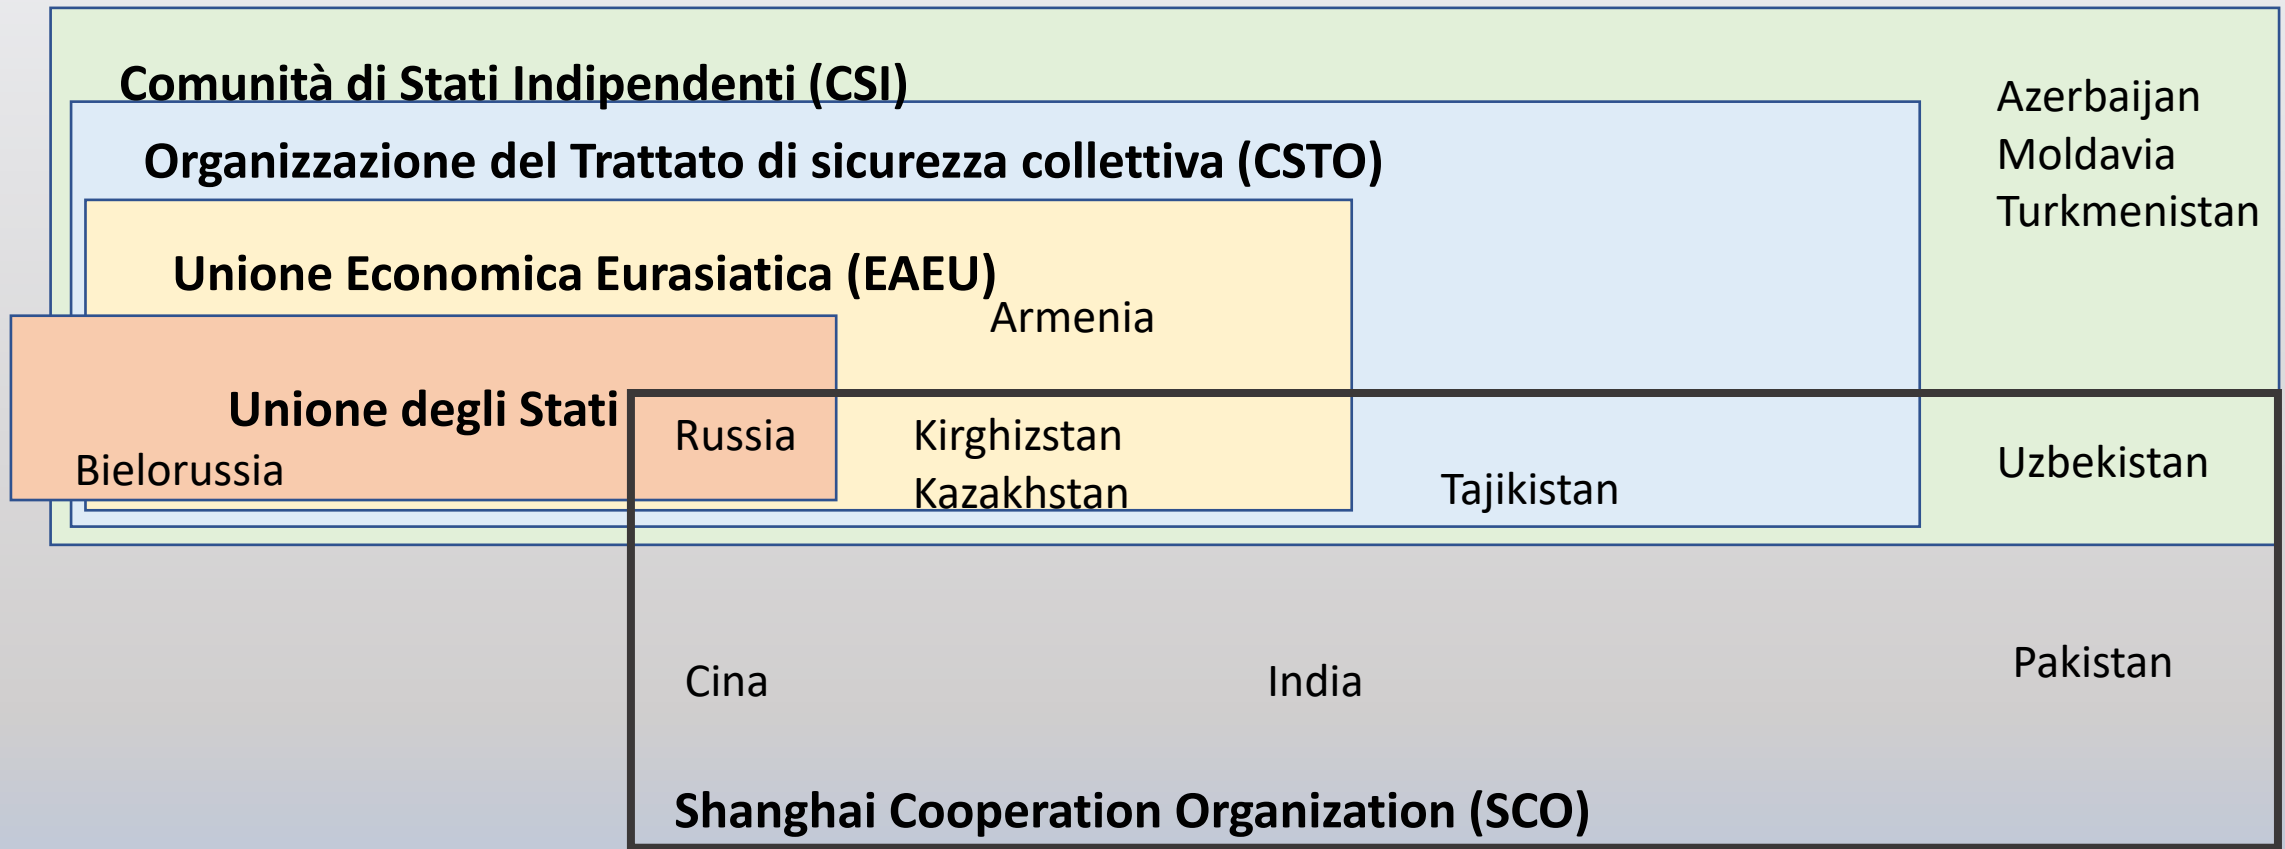 Comunità di Stati Indipendenti (CSI)
Azerbaijan
Moldavia
Turkmenistan
Organizzazione del Trattato di sicurezza collettiva (CSTO)
Unione Economica Eurasiatica (EAEU)
Armenia
Unione degli Stati
Bielorussia
Russia
Kirghizstan
Kazakhstan
Tajikistan
Uzbekistan
Cina
India
Pakistan
Shanghai Cooperation Organization (SCO)